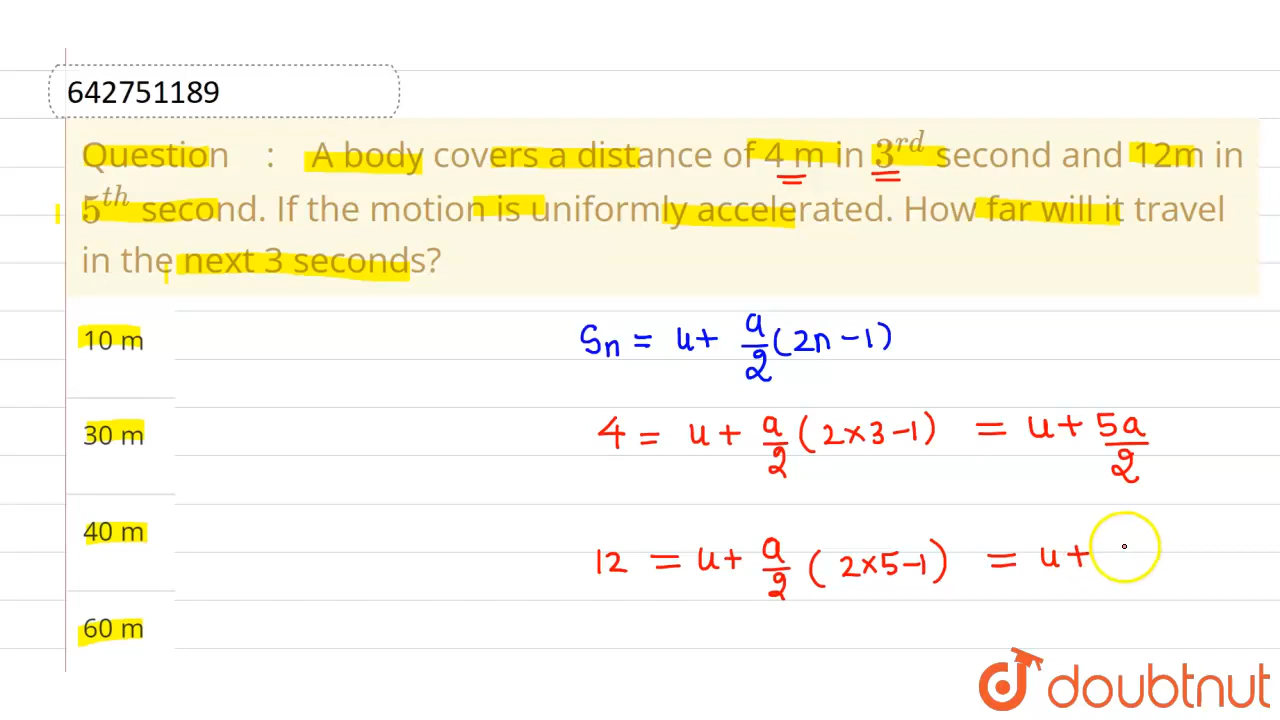 642751189
Question : A body covers a distance of 4 m in 3^rd second and 12m in
5^th second. If the motion is uniformly accelerated. How far will it travel
in the next 3 seconds?
10 m
30 m
40 m
60 m
Sn = u+ a/2 (2n-1)
4 = u+ a/2 (2×3-1) = u+ 5a/2
12 = u+ a/2 (2×5-1) = u+
doubtnut